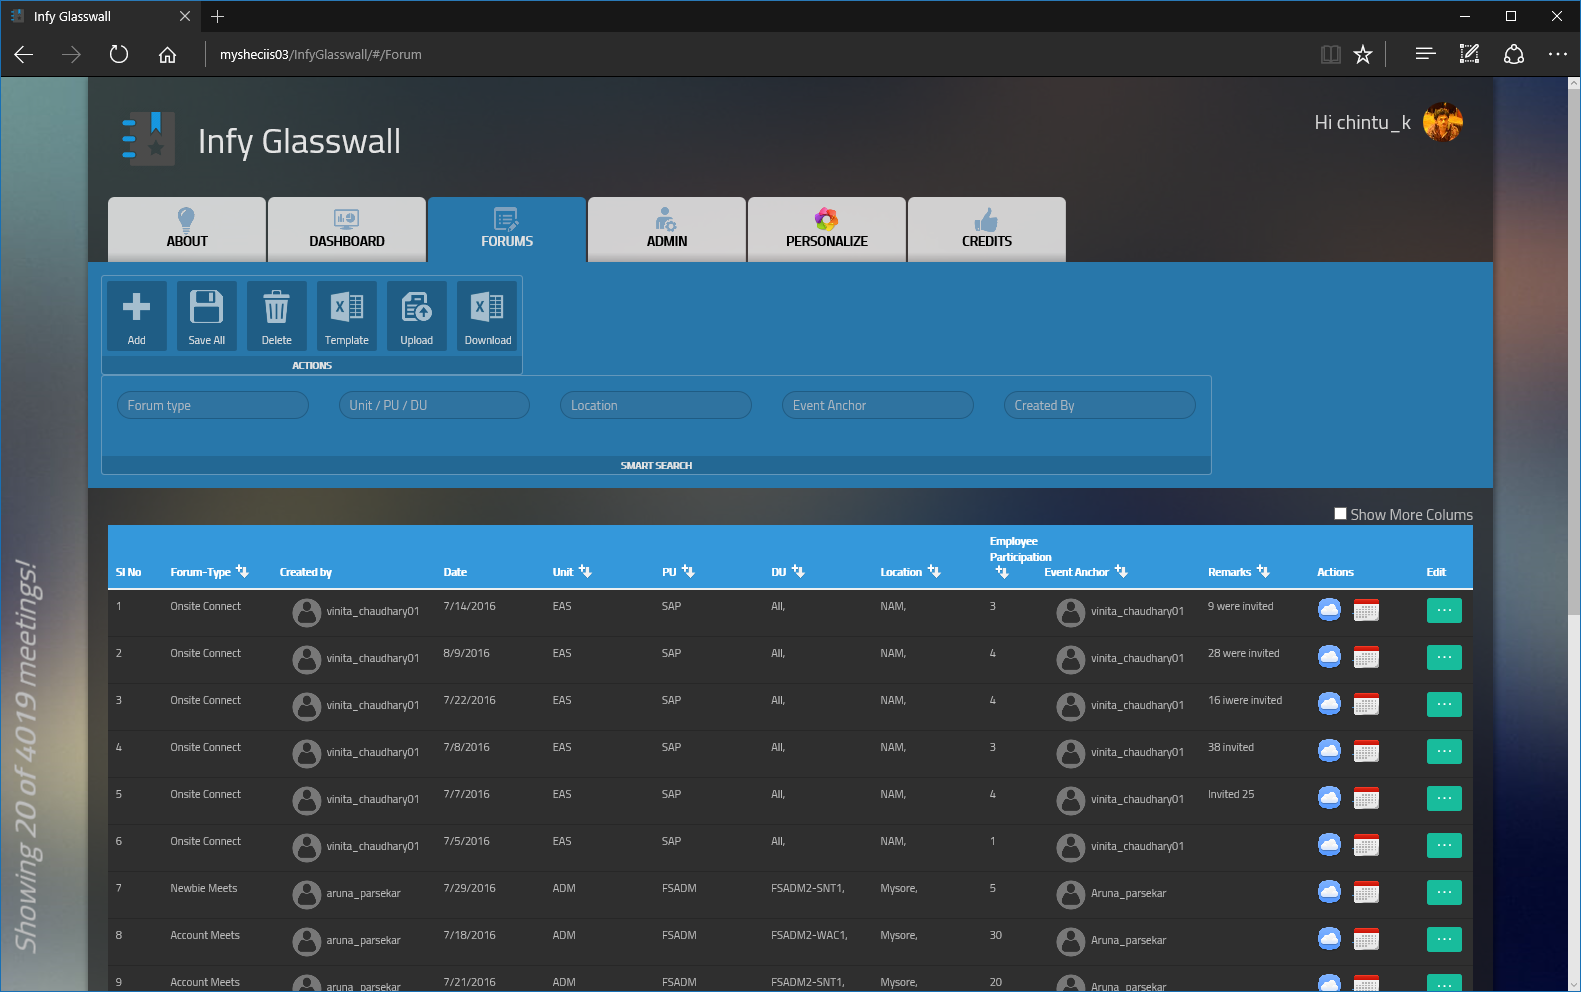 Infy Glasswall
mysheciis03/InfyGlasswall/#/Forum
Infy Glasswall
Hi chintu_k
ABOUT DASHBOARD FORUMS ADMIN PERSONALIZE CREDITS
Add Save All Delete Template Upload Download
ACTIONS
Forum type Unit / PU / DU Location Event Anchor Created By
SMART SEARCH
Show More Colums
Sl No Forum-Type Created by Date Unit PU DU Location Employee Participation Event Anchor Remarks Actions Edit
1 Onsite Connect vinita_chaudhary01 7/14/2016 EAS SAP All, NAM, 3 vinita_chaudhary01 9 were invited
2 Onsite Connect vinita_chaudhary01 8/9/2016 EAS SAP All, NAM, 4 vinita_chaudhary01 28 were invited
3 Onsite Connect vinita_chaudhary01 7/22/2016 EAS SAP All, NAM, 4 vinita_chaudhary01 16 iwere invited
4 Onsite Connect vinita_chaudhary01 7/8/2016 EAS SAP All, NAM, 3 vinita_chaudhary01 38 invited
5 Onsite Connect vinita_chaudhary01 7/7/2016 EAS SAP All, NAM, 4 vinita_chaudhary01 Invited 25
6 Onsite Connect vinita_chaudhary01 7/5/2016 EAS SAP All, NAM, 1 vinita_chaudhary01
7 Newbie Meets aruna_parsekar 7/29/2016 ADM FSADM FSADM2-SNT1, Mysore, 5 Aruna_parsekar
8 Account Meets aruna_parsekar 7/18/2016 ADM FSADM FSADM2-WAC1, Mysore, 30 Aruna_parsekar
9 Account Meets aruna_parsekar 7/21/2016 ADM FSADM FSADM2-SNT1, Mysore, 20 Aruna_parsekar
Showing 20 of 4019 meetings!